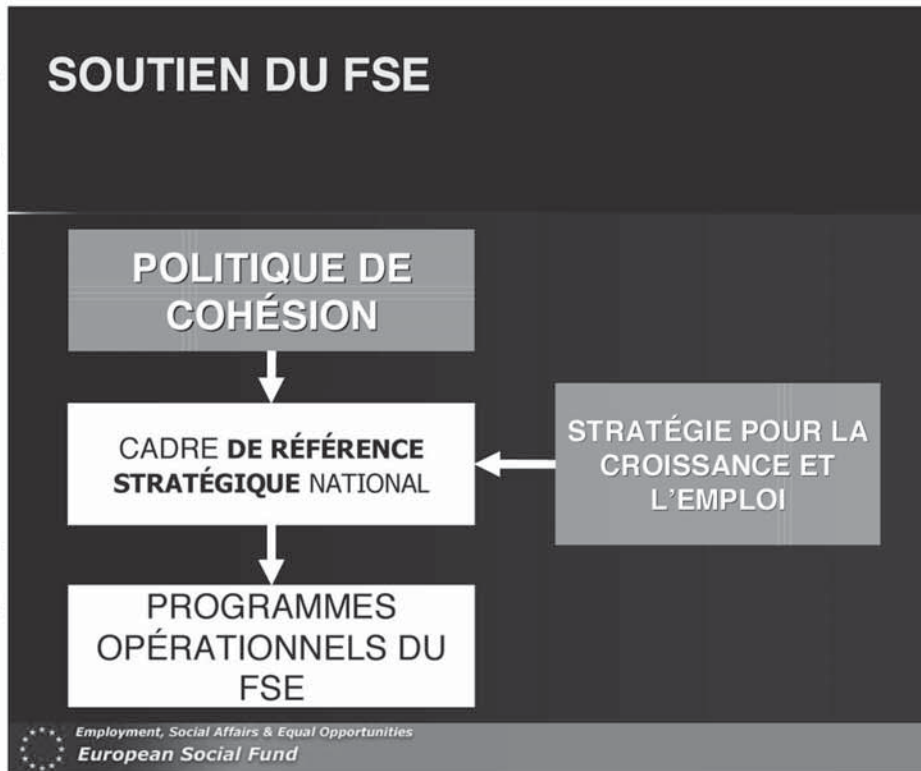 SOUTIEN DU FSE
POLITIQUE DE
COHÉSION
CADRE DE RÉFÉRENCE
STRATÉGIQUE NATIONAL
STRATÉGIE POUR LA
CROISSANCE ET
L'EMPLOI
PROGRAMMES
OPÉRATIONNELS DU
FSE
Employment, Social Affairs & Equal Opportunities
European Social Fund